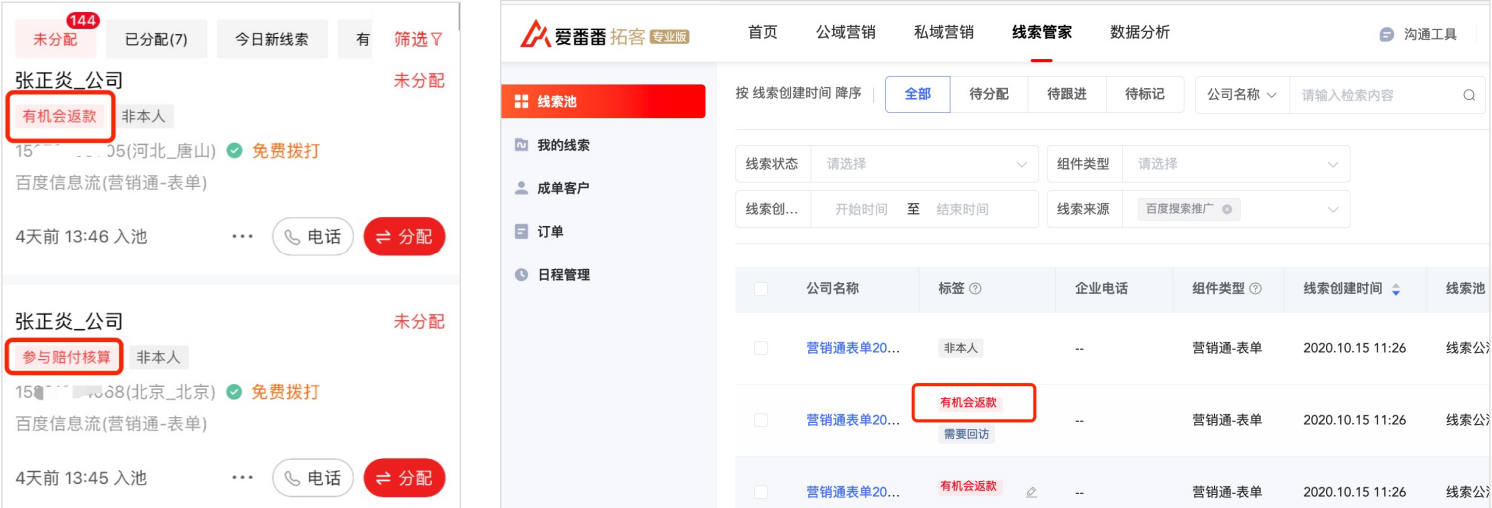 144
未分配 已分配(7) 今日新线索 有 筛选
张正炎_公司 未分配
有机会返款 非本人
05(河北_唐山) 免费拨打
百度信息流(营销通-表单)
4天前 13:46 入池 ··· 电话 分配
张正炎_公司 未分配
参与赔付核算 非本人
68(北京_北京) 免费拨打
百度信息流(营销通-表单)
4天前 13:45 入池 ··· 电话 分配
爱番番拓客 专业版 首页 公域营销 私域营销 线索管家 数据分析 沟通工具
线索池
我的线索
成单客户
订单
日程管理
按 线索创建时间 降序 全部 待分配 待跟进 待标记 公司名称 请输入检索内容
线索状态 请选择 组件类型 请选择
线索创... 开始时间 至 结束时间 线索来源 百度搜索推广
公司名称 标签 企业电话 组件类型 线索创建时间 线索池
营销通表单20... 非本人 -- 营销通-表单 2020.10.15 11:26 线索公
有机会返款
营销通表单20... -- 营销通-表单 2020.10.15 11:26 线索公
需要回访
营销通表单20... 有机会返款 -- 营销通-表单 2020.10.15 11:26 线索公